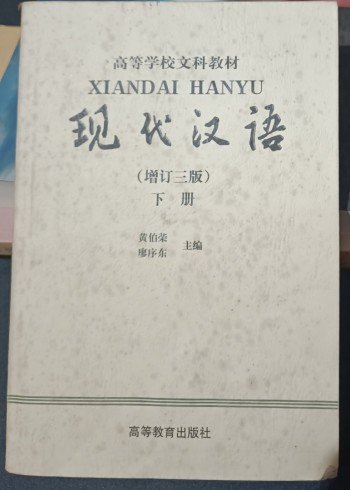 高等学校文科教材
XIANDAI HANYU
现代汉语
(增订三版)
下册
黄伯荣
廖序东
主编
高等教育出版社